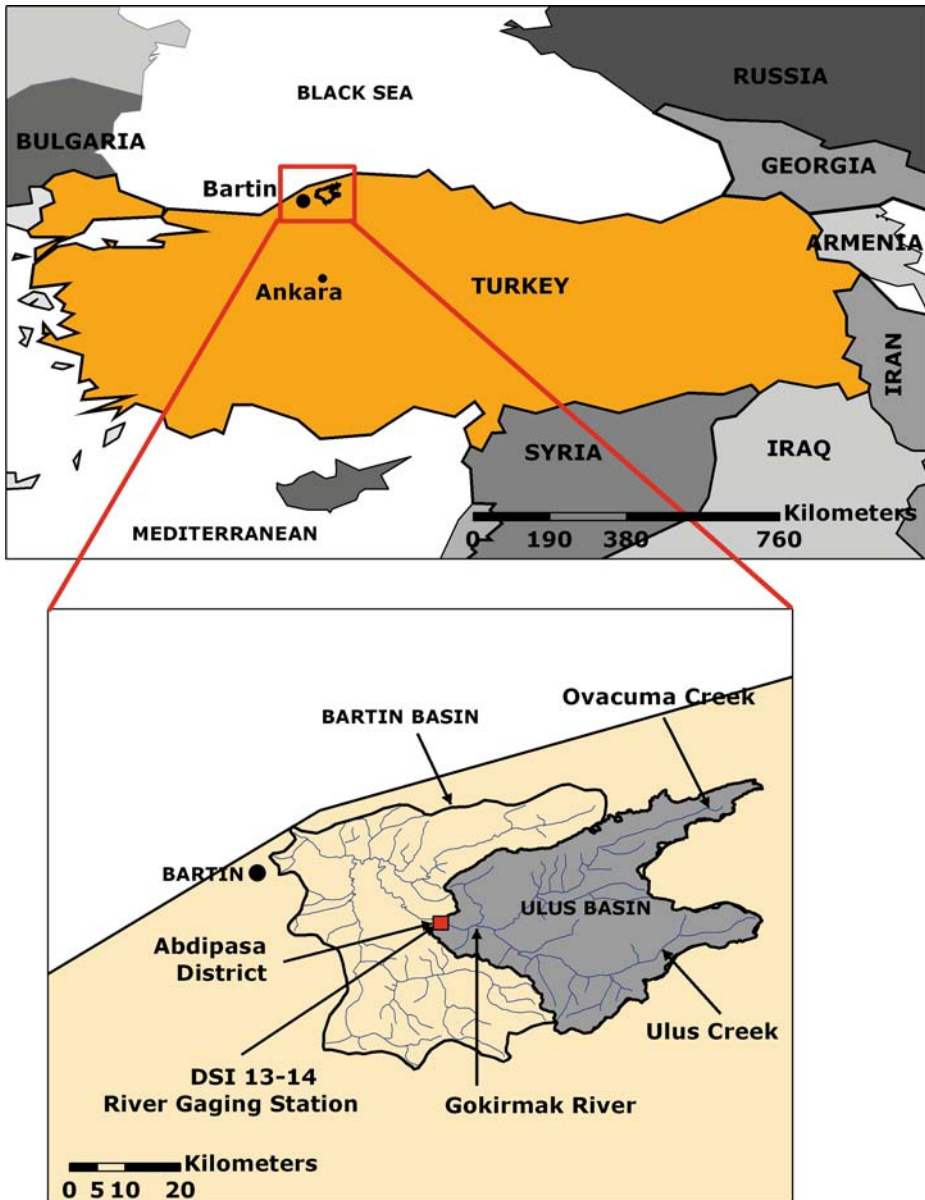 RUSSIA
BLACK SEA
BULGARIA
GEORGIA
Bartin
ARMENIA
Ankara
TURKEY
IRAN
SYRIA
IRAQ
MEDITERRANEAN
Kilometers
0 190 380 760
Ovacuma Creek
BARTIN BASIN
BARTIN
ULUS BASIN
Abdipasa
District
Ulus Creek
DSI 13-14
River Gaging Station
Gokirmak River
Kilometers
0 5 10 20